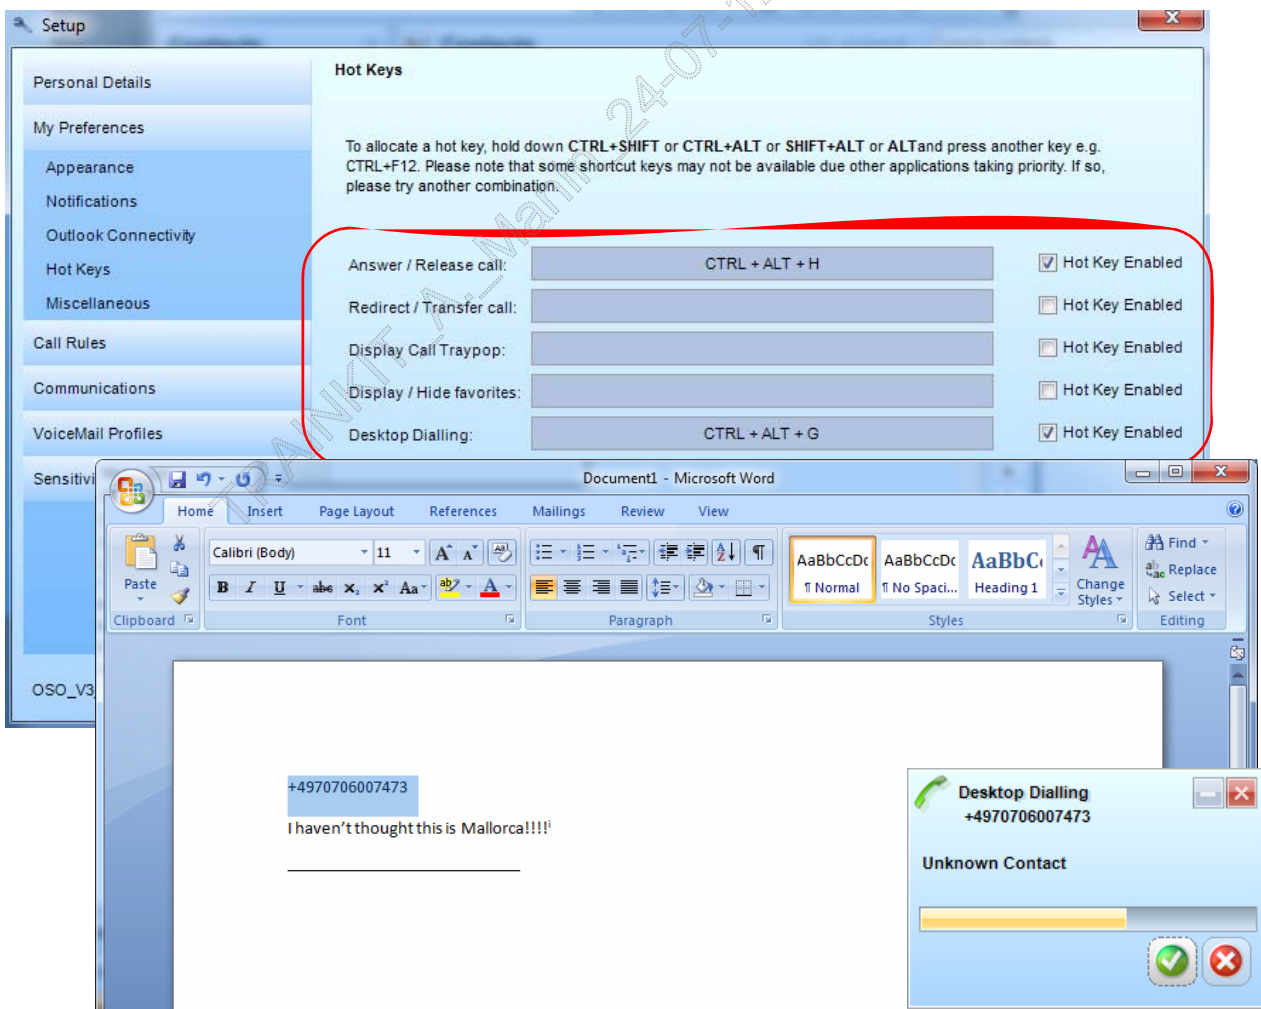 Setup
Personal Details
My Preferences
Appearance
Notifications
Outlook Connectivity
Hot Keys
Miscellaneous
Call Rules
Communications
VoiceMail Profiles
Sensitivi
OSO_V3
Hot Keys
To allocate a hot key, hold down CTRL+SHIFT or CTRL+ALT or SHIFT+ALT or ALTand press another key e.g.
CTRL+F12. Please note that some shortcut keys may not be available due other applications taking priority. If so,
please try another combination.
Answer / Release call: CTRL + ALT + H Hot Key Enabled
Redirect / Transfer call: Hot Key Enabled
Display Call Traypop: Hot Key Enabled
Display / Hide favorites: Hot Key Enabled
Desktop Dialling: CTRL + ALT + G Hot Key Enabled
Document1 - Microsoft Word
Home Insert Page Layout References Mailings Review View
Calibri (Body) 11
Paste
Clipboard
B I U abc x₂ x² Aa ab A
Font
Paragraph
AaBbCcDc AaBbCcDc AaBbC
¶ Normal ¶ No Spaci... Heading 1
Change
Styles
Styles
Find
Replace
Select
Editing
+4970706007473
I haven't thought this is Mallorca!!!!ⁱ
Desktop Dialling
+4970706007473
Unknown Contact